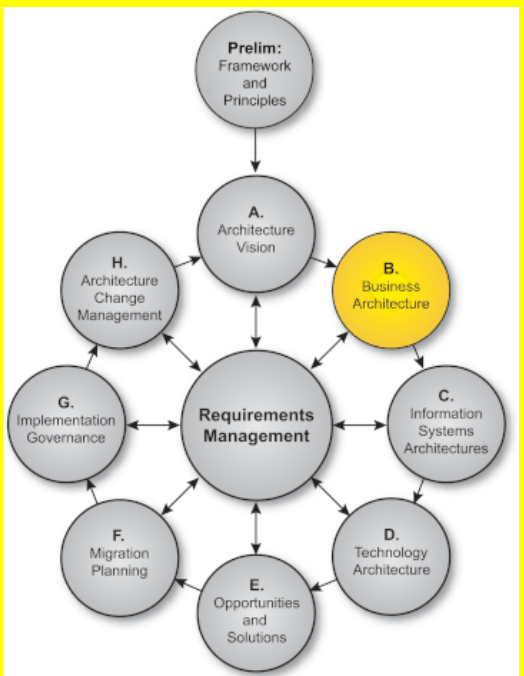 Prelim:
Framework
and
Principles
A.
Architecture
Vision
B.
Business
Architecture
C.
Information
Systems
Architectures
D.
Technology
Architecture
E.
Opportunities
and
Solutions
F.
Migration
Planning
G.
Implementation
Governance
H.
Architecture
Change
Management
Requirements
Management